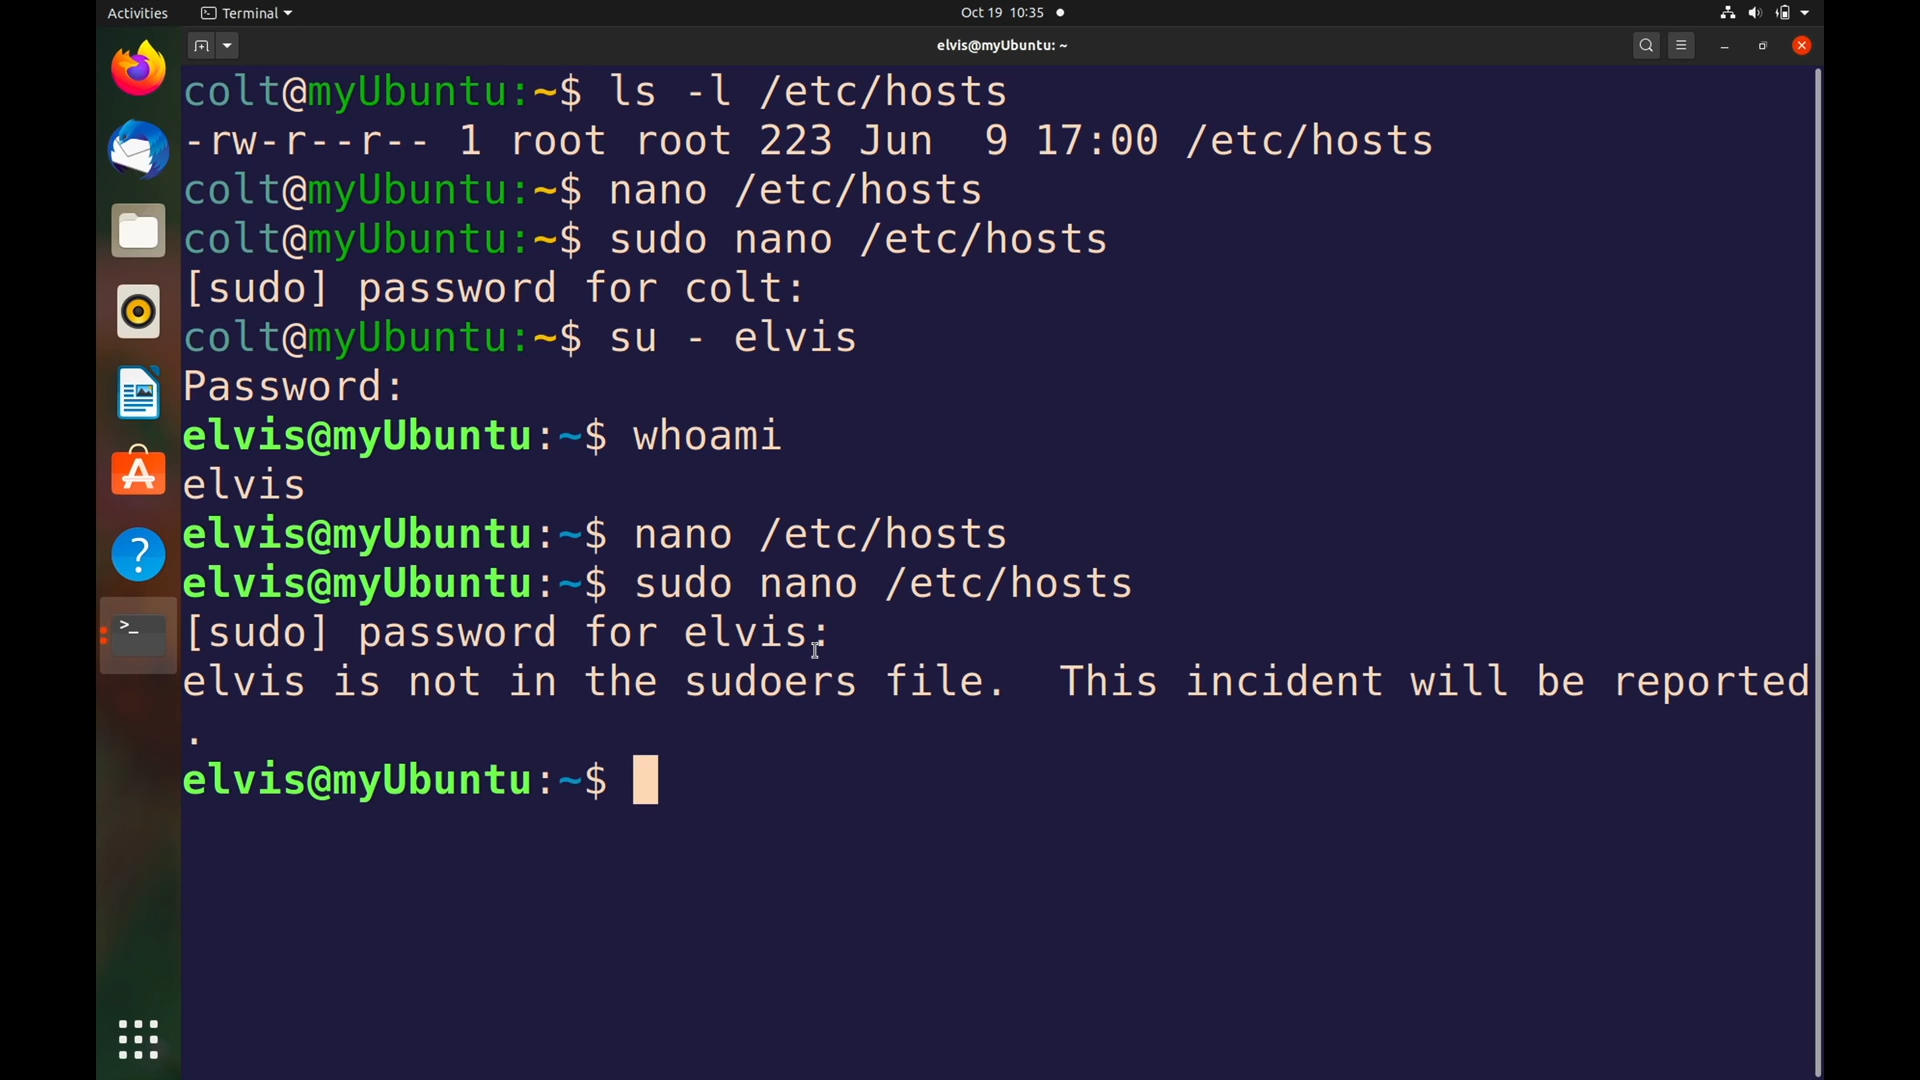 Activities
Terminal
Oct 19 10:35
elvis@myUbuntu: ~
colt@myUbuntu:~$ ls -l /etc/hosts
-rw-r--r-- 1 root root 223 Jun  9 17:00 /etc/hosts
colt@myUbuntu:~$ nano /etc/hosts
colt@myUbuntu:~$ sudo nano /etc/hosts
[sudo] password for colt:
colt@myUbuntu:~$ su - elvis
Password:
elvis@myUbuntu:~$ whoami
elvis
elvis@myUbuntu:~$ nano /etc/hosts
elvis@myUbuntu:~$ sudo nano /etc/hosts
[sudo] password for elvis:
elvis is not in the sudoers file.  This incident will be reported
.
elvis@myUbuntu:~$